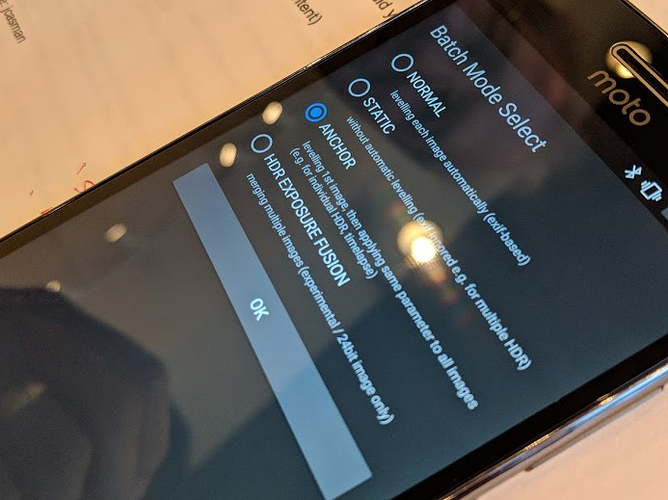 jcasman
tent)
moto
Batch Mode Select
NORMAL
levelling each image automatically (exif-based)
STATIC
without automatic levelling (exif ignored e.g. for multiple HDR)
ANCHOR
levelling 1st image, then applying same parameter to all images
(e.g. for individual HDR, timelapse)
HDR EXPOSURE FUSION
merging multiple images (experimental / 24bit image only)
OK